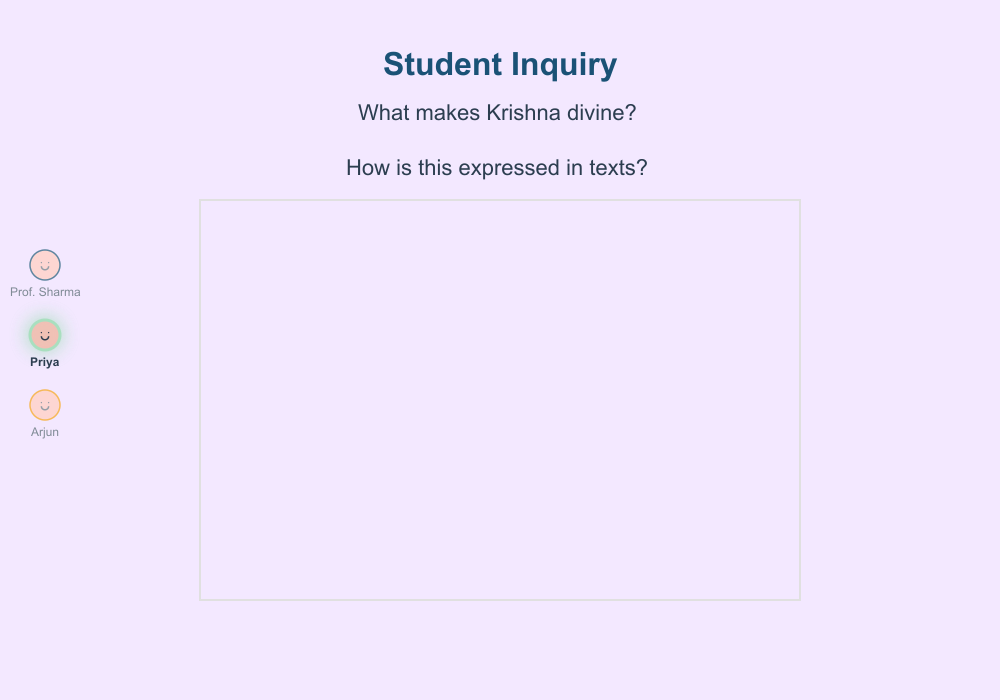 Student Inquiry
What makes Krishna divine?
How is this expressed in texts?
Prof. Sharma
Priya
Arjun